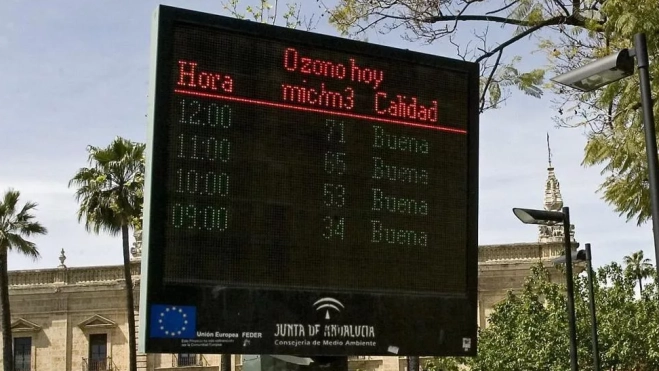 Ozono hoy
Hora mic/m3 Calidad
12:00 71 Buena
11:00 65 Buena
10:00 53 Buena
09:00 34 Buena
Unión Europea FEDER
JUNTA DE ANDALUCIA
Consejería de Medio Ambiente